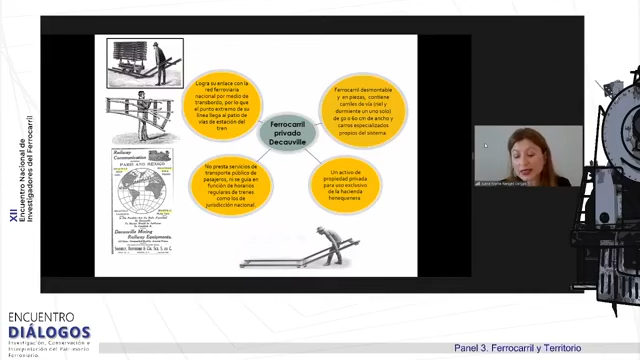 XII
Encuentro Nacional de
Investigadores del Ferrocarril
Logra su enlace con la
red ferroviaria
nacional por medio de
transbordo, por lo que
el punto extremo de su
línea llega al patio de
vías de estación del
tren
Ferrocarril desmontable
y en piezas, contiene
carriles de vía (riel y
durmiente un uno solo)
de 50 o 60 cm de ancho y
carros especializados
propios del sistema.
Ferrocarril
privado
Decauville
No presta servicios de
transporte público de
pasajeros, ni se guía en
función de horarios
regulares de trenes
como los de
jurisdicción nacional.
Un activo de
propiedad privada
para uso exclusivo de
la hacienda
henequenera
Railway
Communication
PARIS AND MEXICO
Decauville Mining
Railway Equipments.
ENCUENTRO
DIÁLOGOS
Investigación, Conservación e
Interpretación del Patrimonio
Ferroviario
Panel 3. Ferrocarril y Territorio